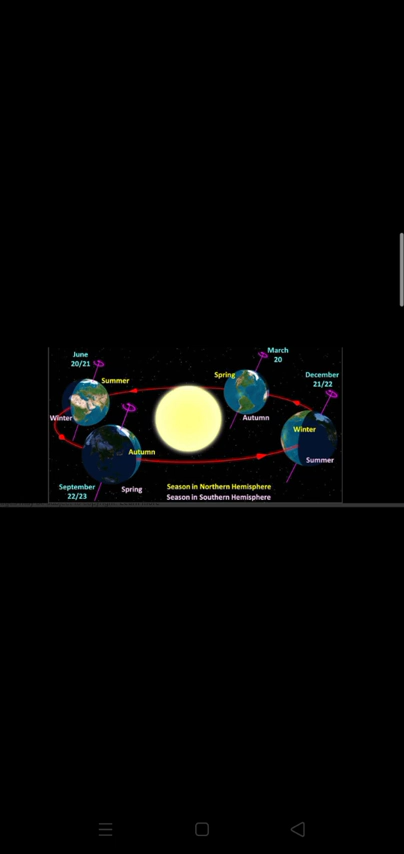 June
20/21
Summer
Winter
March
20
Spring
Autumn
December
21/22
Winter
Summer
Autumn
Spring
September
22/23
Season in Northern Hemisphere
Season in Southern Hemisphere